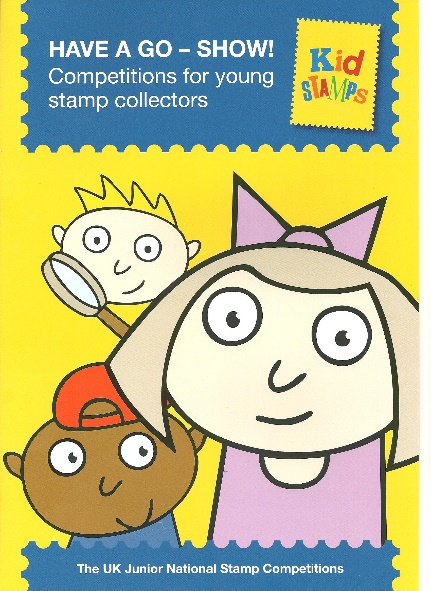 HAVE A GO – SHOW!
Competitions for young
stamp collectors
Kid
STAMPS
The UK Junior National Stamp Competitions